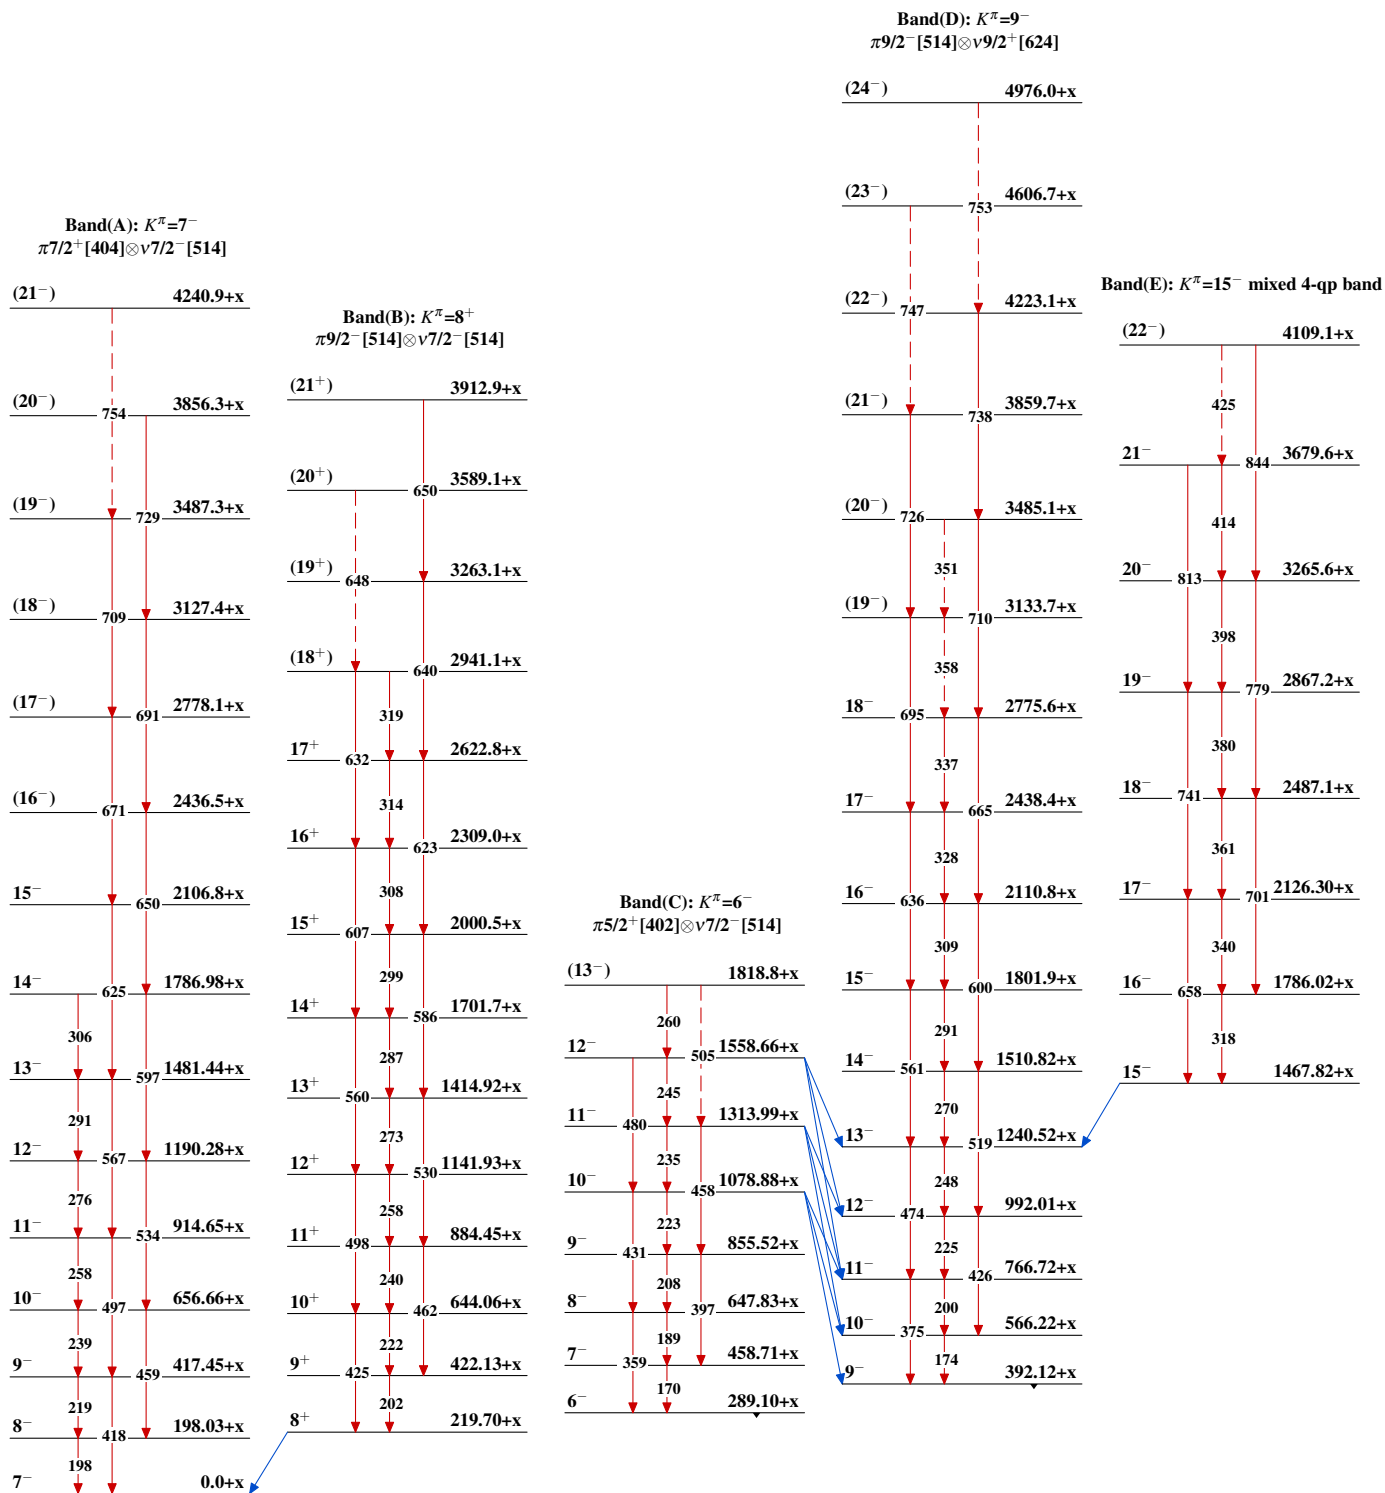 Band(A): Kπ=7−
π7/2+[404]⊗ν7/2−[514]
(21−) 4240.9+x
754
(20−) 3856.3+x
729
(19−) 3487.3+x
709
(18−) 3127.4+x
691
(17−) 2778.1+x
671
(16−) 2436.5+x
650
15− 2106.8+x
625
14− 1786.98+x
306
597
13− 1481.44+x
291
567
12− 1190.28+x
276
534
11− 914.65+x
258
497
10− 656.66+x
239
459
9− 417.45+x
219
418
8− 198.03+x
198
7− 0.0+x
Band(B): Kπ=8+
π9/2−[514]⊗ν7/2−[514]
(21+) 3912.9+x
650
(20+) 3589.1+x
648
(19+) 3263.1+x
640
(18+) 2941.1+x
319
632
17+ 2622.8+x
314
623
16+ 2309.0+x
308
607
15+ 2000.5+x
299
586
14+ 1701.7+x
287
560
13+ 1414.92+x
273
530
12+ 1141.93+x
258
498
11+ 884.45+x
240
462
10+ 644.06+x
222
425
9+ 422.13+x
202
8+ 219.70+x
Band(C): Kπ=6−
π5/2+[402]⊗ν7/2−[514]
(13−) 1818.8+x
260
505
12− 1558.66+x
245
480
11− 1313.99+x
235
458
10− 1078.88+x
223
431
9− 855.52+x
208
397
8− 647.83+x
189
359
7− 458.71+x
170
6− 289.10+x
Band(D): Kπ=9−
π9/2−[514]⊗ν9/2+[624]
(24−) 4976.0+x
753
(23−) 4606.7+x
747
(22−) 4223.1+x
738
(21−) 3859.7+x
726
(20−) 3485.1+x
351
710
(19−) 3133.7+x
358
695
18− 2775.6+x
337
665
17− 2438.4+x
328
636
16− 2110.8+x
309
600
15− 1801.9+x
291
561
14− 1510.82+x
270
519
13− 1240.52+x
248
474
12− 992.01+x
225
426
11− 766.72+x
200
375
10− 566.22+x
174
9− 392.12+x
Band(E): Kπ=15− mixed 4-qp band
(22−) 4109.1+x
425
844
21− 3679.6+x
414
813
20− 3265.6+x
398
779
19− 2867.2+x
380
741
18− 2487.1+x
361
701
17− 2126.30+x
340
658
16− 1786.02+x
318
15− 1467.82+x